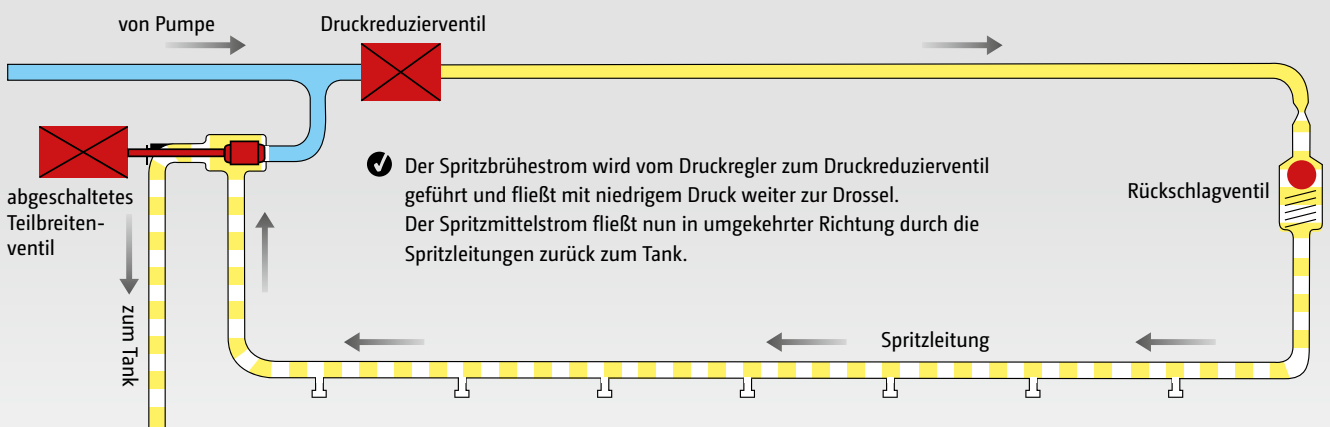 von Pumpe
Druckreduzierventil
abgeschaltetes
Teilbreiten-
ventil
Der Spritzbrühestrom wird vom Druckregler zum Druckreduzierventil
geführt und fließt mit niedrigem Druck weiter zur Drossel.
Der Spritzmittelstrom fließt nun in umgekehrter Richtung durch die
Spritzleitungen zurück zum Tank.
Rückschlagventil
zum Tank
Spritzleitung